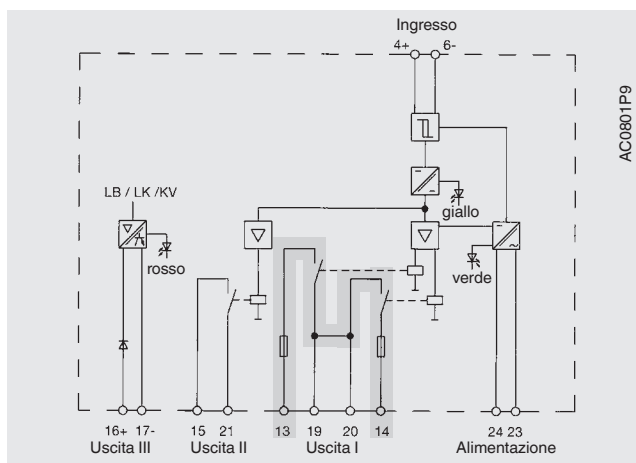 Ingresso
4+ 6-
AC0801P9
LB / LK /KV
giallo
rosso
verde
16+ 17- 15 21 13 19 20 14 24 23
Uscita III Uscita II Uscita I Alimentazione